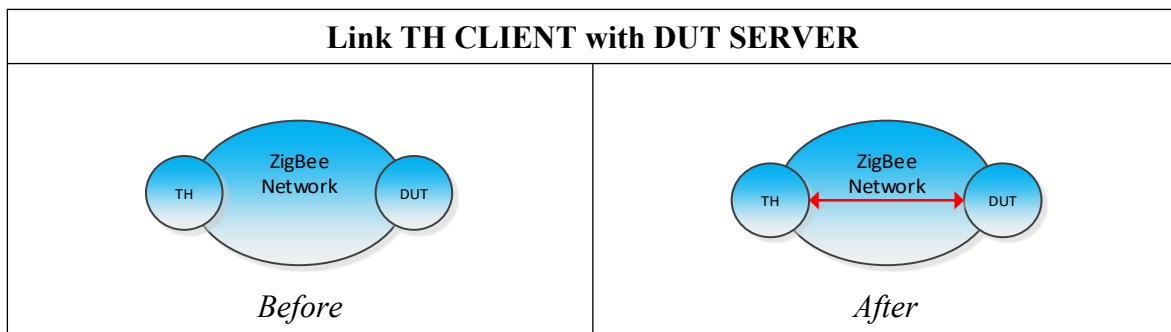 Link TH CLIENT with DUT SERVER
ZigBee
Network
TH
DUT
Before
ZigBee
Network
TH
DUT
After